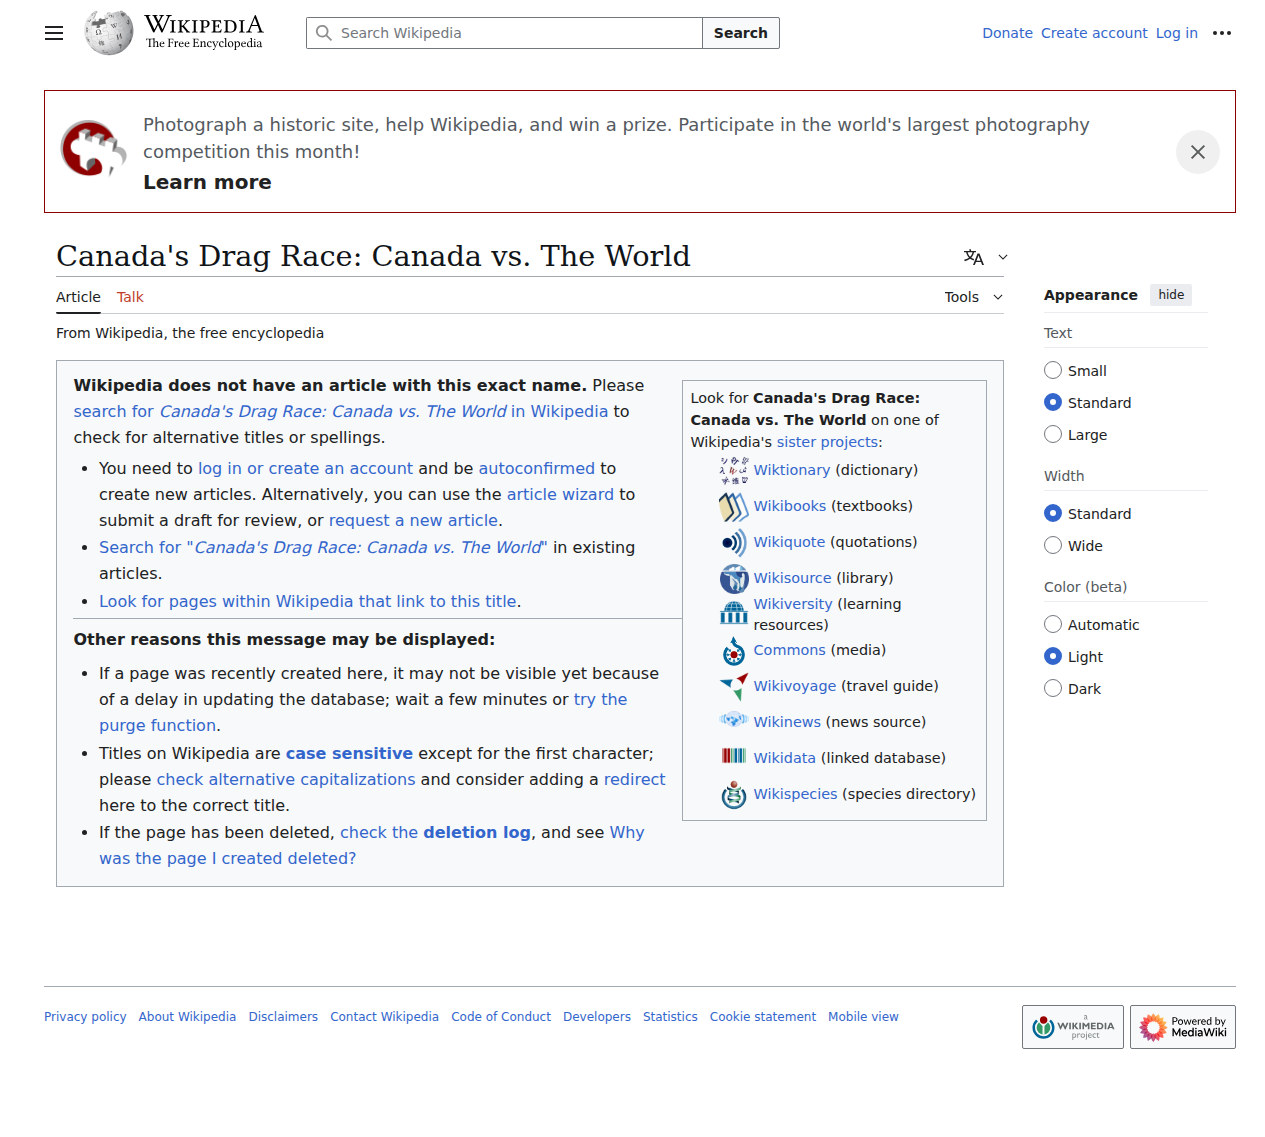 WIKIPEDIA
The Free Encyclopedia
Search Wikipedia
Search
Donate Create account Log in
Photograph a historic site, help Wikipedia, and win a prize. Participate in the world's largest photography
competition this month!
Learn more
Canada's Drag Race: Canada vs. The World
Article Talk
Tools
From Wikipedia, the free encyclopedia
Wikipedia does not have an article with this exact name. Please
search for Canada's Drag Race: Canada vs. The World in Wikipedia to
check for alternative titles or spellings.
• You need to log in or create an account and be autoconfirmed to
create new articles. Alternatively, you can use the article wizard to
submit a draft for review, or request a new article.
• Search for "Canada's Drag Race: Canada vs. The World" in existing
articles.
• Look for pages within Wikipedia that link to this title.
Other reasons this message may be displayed:
• If a page was recently created here, it may not be visible yet because
of a delay in updating the database; wait a few minutes or try the
purge function.
• Titles on Wikipedia are case sensitive except for the first character;
please check alternative capitalizations and consider adding a redirect
here to the correct title.
• If the page has been deleted, check the deletion log, and see Why
was the page I created deleted?
Look for Canada's Drag Race:
Canada vs. The World on one of
Wikipedia's sister projects:
Wiktionary (dictionary)
Wikibooks (textbooks)
Wikiquote (quotations)
Wikisource (library)
Wikiversity (learning
resources)
Commons (media)
Wikivoyage (travel guide)
Wikinews (news source)
Wikidata (linked database)
Wikispecies (species directory)
Appearance hide
Text
Small
Standard
Large
Width
Standard
Wide
Color (beta)
Automatic
Light
Dark
Privacy policy About Wikipedia Disclaimers Contact Wikipedia Code of Conduct Developers Statistics Cookie statement Mobile view
a
WIKIMEDIA
project
Powered by
MediaWiki